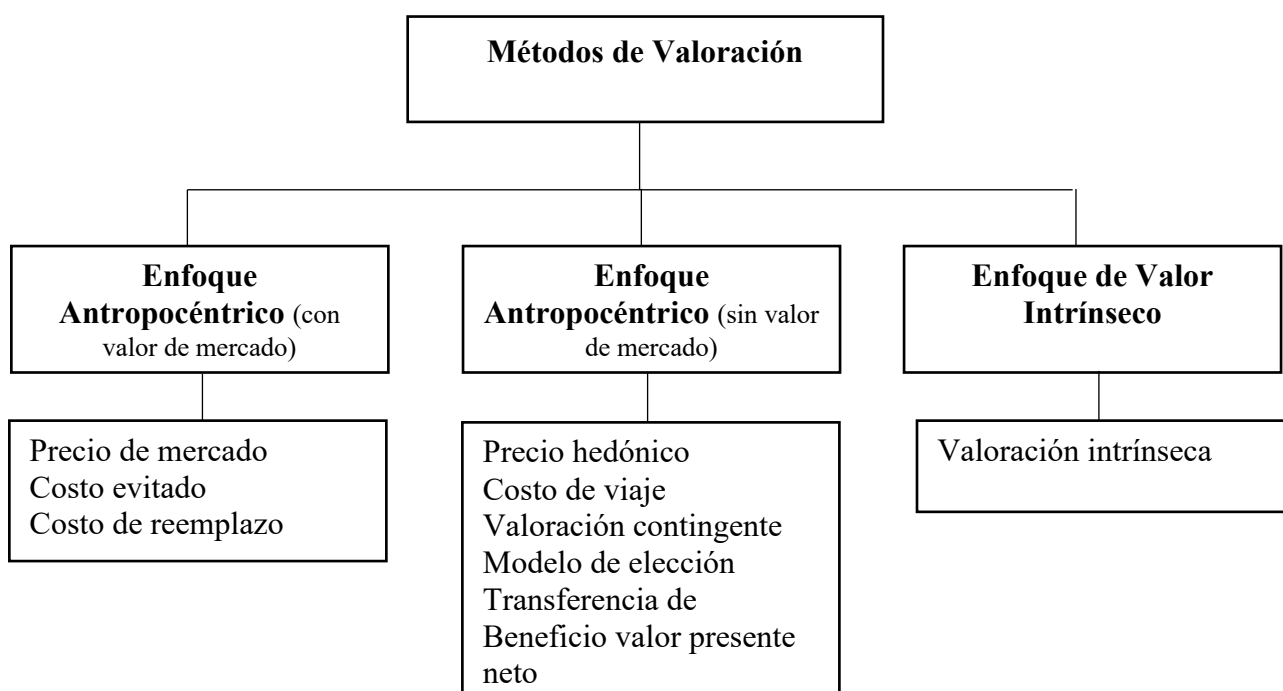 Métodos de Valoración
Enfoque
Antropocéntrico (con
valor de mercado)
Enfoque
Antropocéntrico (sin valor
de mercado)
Enfoque de Valor
Intrínseco
Precio de mercado
Costo evitado
Costo de reemplazo
Precio hedónico
Costo de viaje
Valoración contingente
Modelo de elección
Transferencia de
Beneficio valor presente
neto
Valoración intrínseca